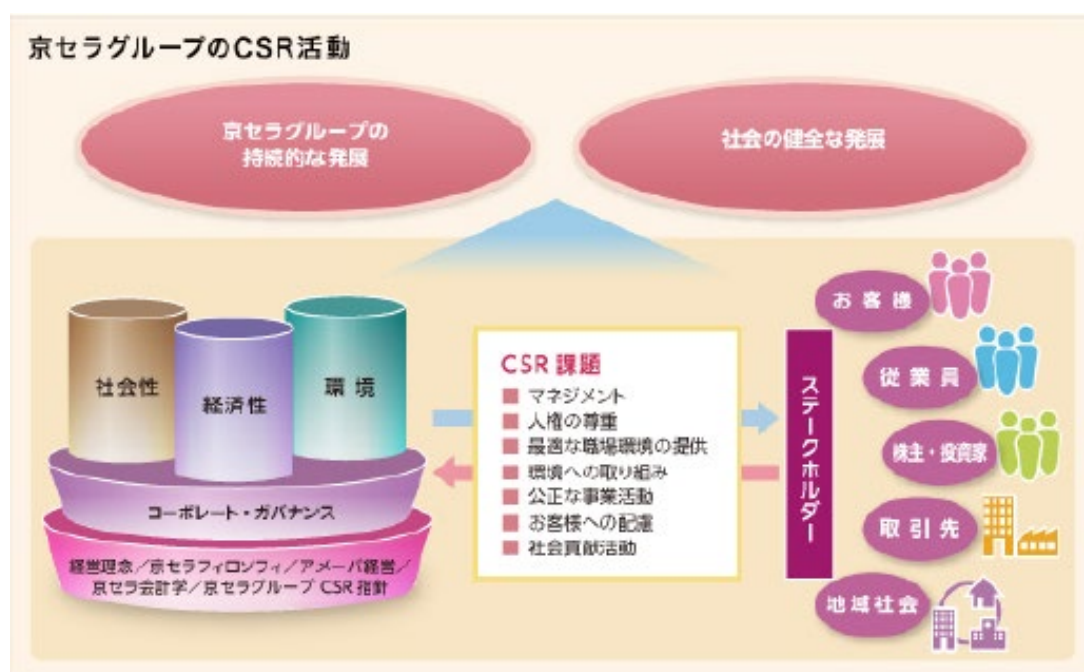 京セラグループのCSR活動
京セラグループの
持続的な発展
社会の健全な発展
社会性
経済性
環境
コーポレート・ガバナンス
経営理念／京セラフィロソフィ／アメーバ経営／
京セラ会計学／京セラグループ CSR 指針
CSR 課題
マネジメント
人権の尊重
最適な職場環境の提供
環境への取り組み
公正な事業活動
お客様への配慮
社会貢献活動
ステークホルダー
お客様
従業員
株主・投資家
取引先
地域社会